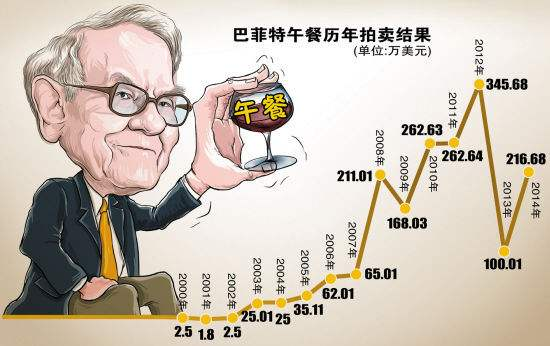 巴菲特午餐历年拍卖结果
(单位:万美元)
午餐
2000年
2.5
2001年
1.8
2002年
2.5
2003年
25.01
2004年
25
2005年
35.11
2006年
62.01
2007年
65.01
2008年
211.01
2009年
168.03
2010年
262.63
2011年
262.64
2012年
345.68
2013年
100.01
2014年
216.68